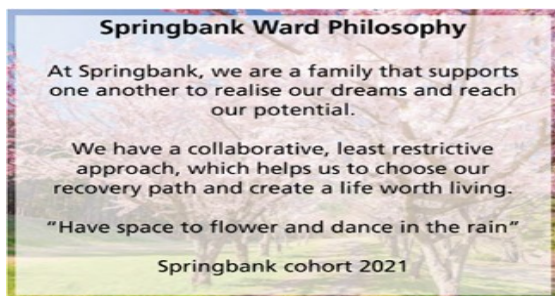 Springbank Ward Philosophy
At Springbank, we are a family that supports
one another to realise our dreams and reach
our potential.
We have a collaborative, least restrictive
approach, which helps us to choose our
recovery path and create a life worth living.
“Have space to flower and dance in the rain”
Springbank cohort 2021